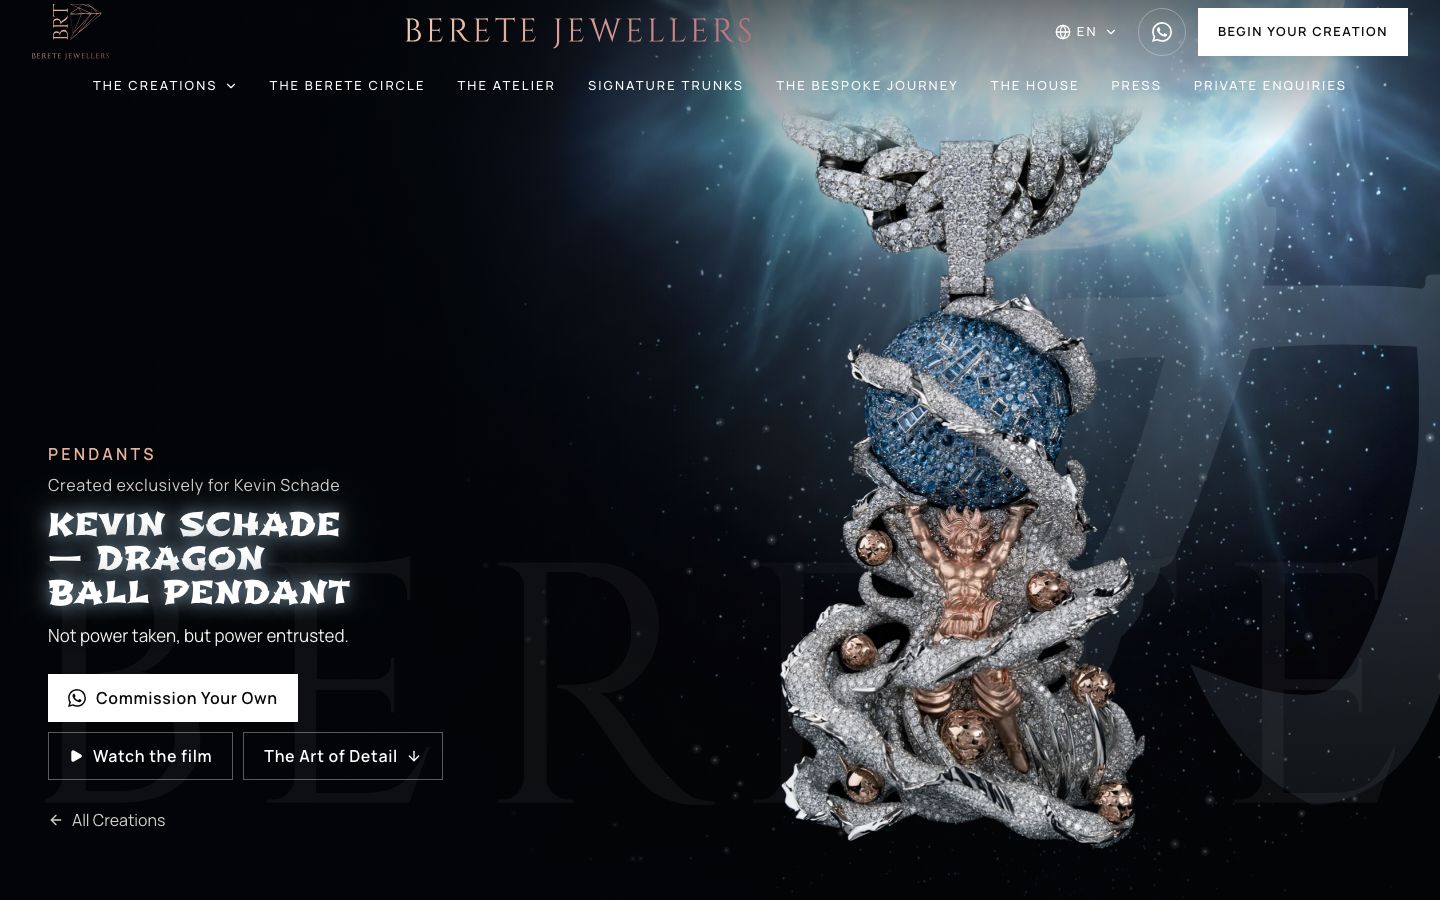 BRT
BERETE JEWELLERS
BERETE JEWELLERS
EN
BEGIN YOUR CREATION
THE CREATIONS
THE BERETE CIRCLE
THE ATELIER
SIGNATURE TRUNKS
THE BESPOKE JOURNEY
THE HOUSE
PRESS
PRIVATE ENQUIRIES
PENDANTS
Created exclusively for Kevin Schade
KEVIN SCHADE
— DRAGON
BALL PENDANT
Not power taken, but power entrusted.
Commission Your Own
Watch the film
The Art of Detail ↓
← All Creations
BERETE